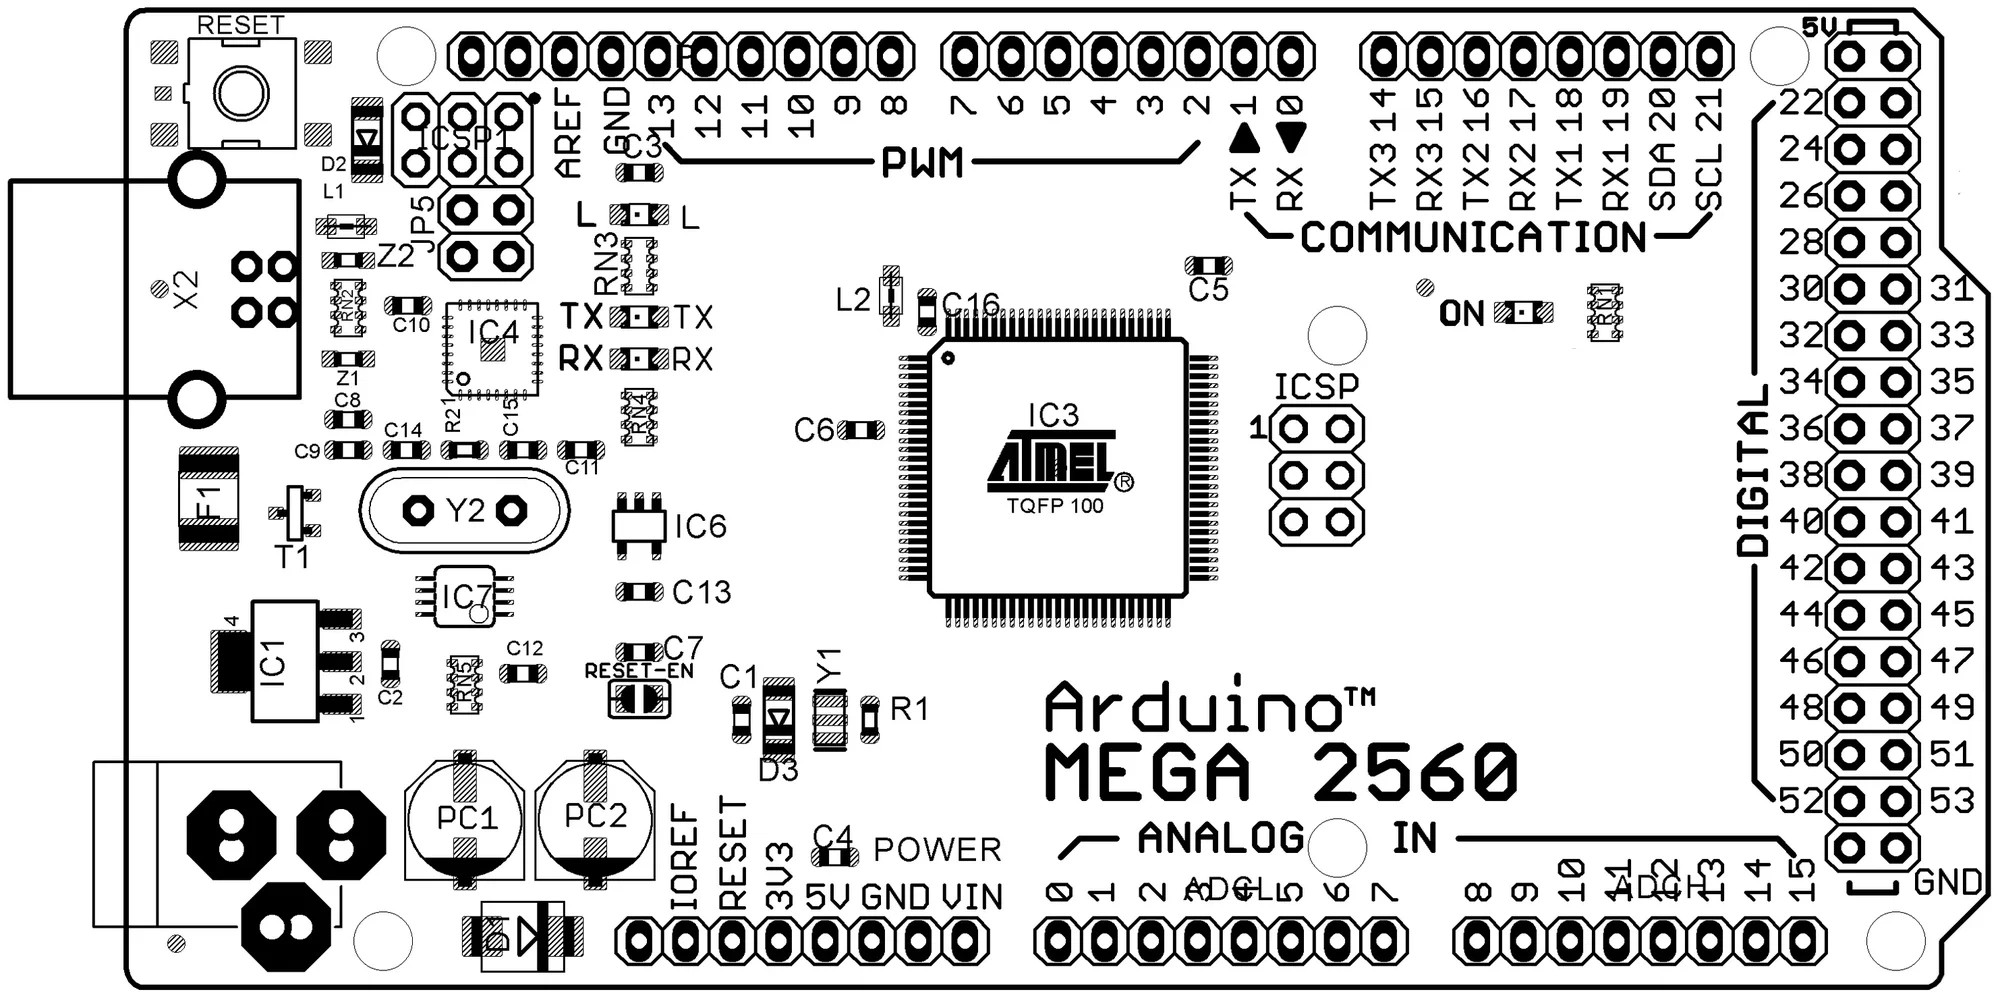 RESET
5V
P
AREF
GND
13
12
11
10
9
8
7
6
5
4
3
2
1
0
TX3 14
RX3 15
TX2 16
RX2 17
TX1 18
RX1 19
SDA 20
SCL 21
PWM
TX
RX
COMMUNICATION
ICSP1
D2
L1
C3
L
L
JP5
Z2
RN3
X2
RN2
C10
IC4
TX
TX
RX
RX
Z1
C8
R2
1
C15
RN4
C9
C14
C11
L2
C16
C5
ON
RN1
C6
IC3
ATMEL®
TQFP 100
ICSP
1
22
24
26
28
30 31
32 33
34 35
36 37
38 39
40 41
42 43
44 45
46 47
48 49
50 51
52 53
DIGITAL
GND
F1
T1
Y2
IC6
IC7
C13
C7
RESET-EN
IC1
4
3
2
1
C2
RN5
C12
C1
D3
Y1
R1
Arduino™
MEGA 2560
PC1
PC2
D1
C4
POWER
IOREF
RESET
3V3
5V GND VIN
ANALOG IN
ADCL
0 1 2 3 4 5 6 7
ADCH
8 9 10 11 12 13 14 15